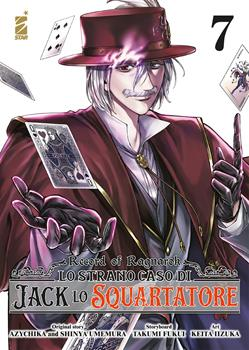 STAR
7
Record of Ragnarok
LO STRANO CASO DI
JACK LO SQUARTATORE
Original story Storyboard Art
AZYCHIKA and SHINYA UMEMURA TAKUMI FUKUI KEITA IIZUKA